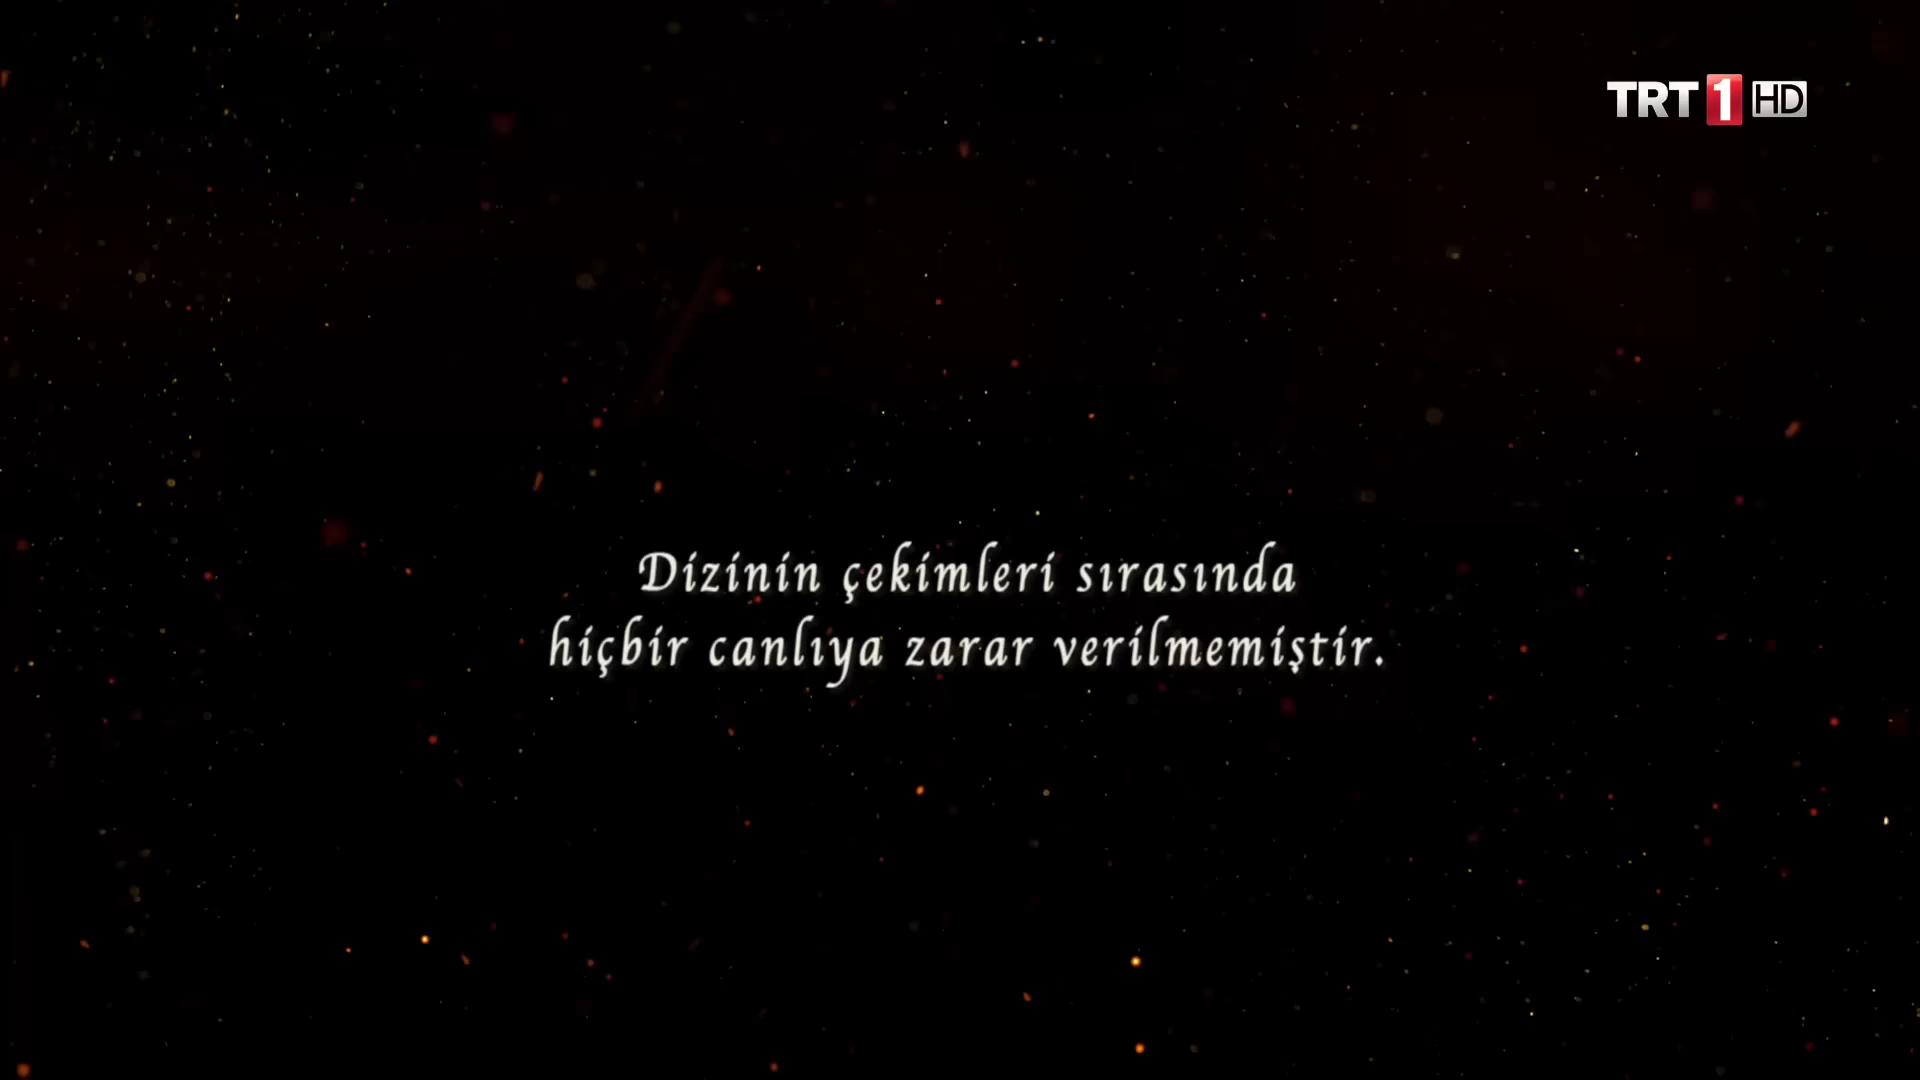 TRT 1 HD
Dizinin çekimleri sırasında
hiçbir canlıya zarar verilmemiştir.